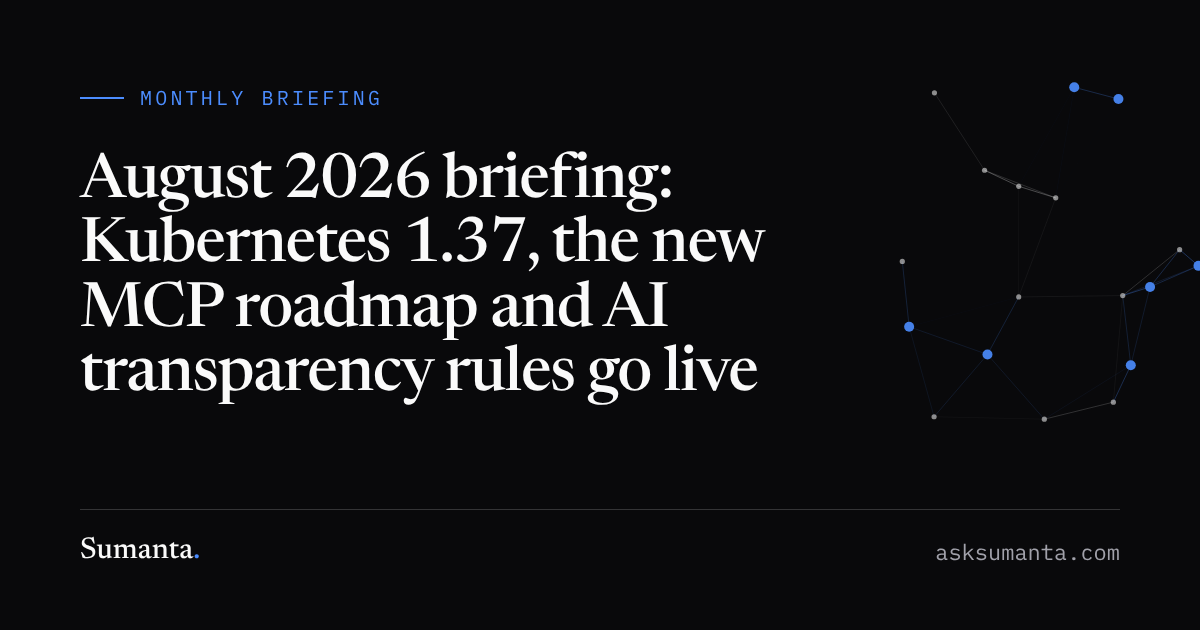 MONTHLY BRIEFING
August 2026 briefing:
Kubernetes 1.37, the new
MCP roadmap and AI
transparency rules go live
Sumanta.
asksumanta.com